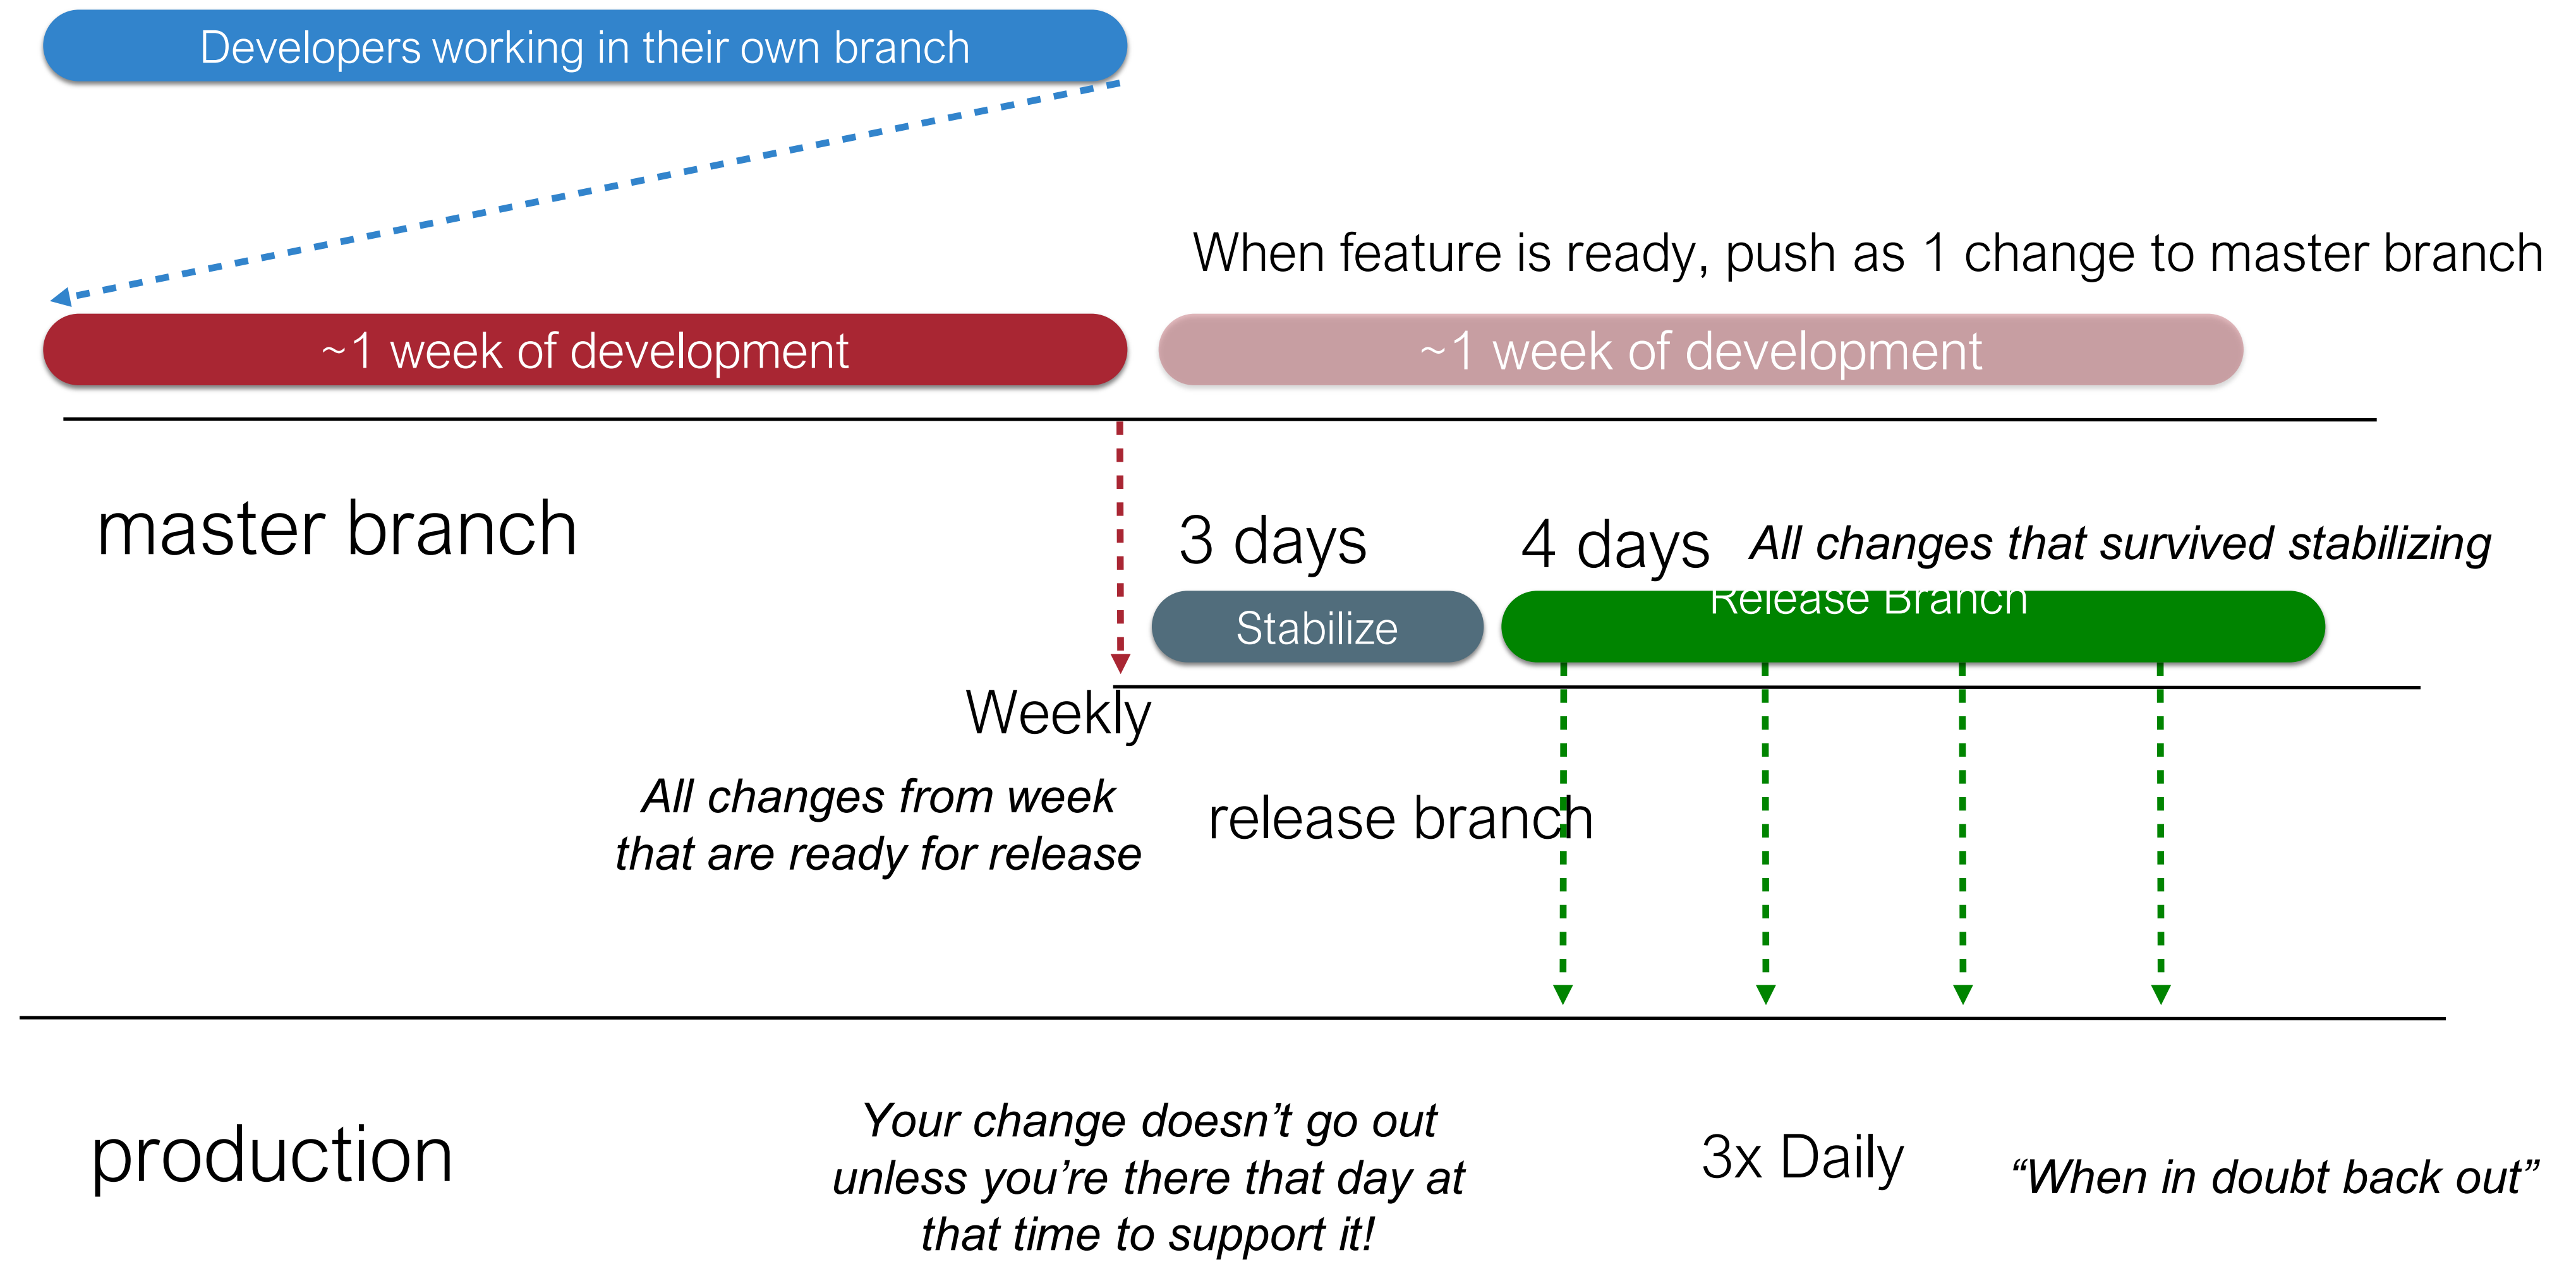 Developers working in their own branch
When feature is ready, push as 1 change to master branch
~1 week of development
~1 week of development
master branch
3 days
4 days
All changes that survived stabilizing
Stabilize
Release Branch
Weekly
All changes from week
that are ready for release
release branch
production
Your change doesn’t go out
unless you’re there that day at
that time to support it!
3x Daily
“When in doubt back out”